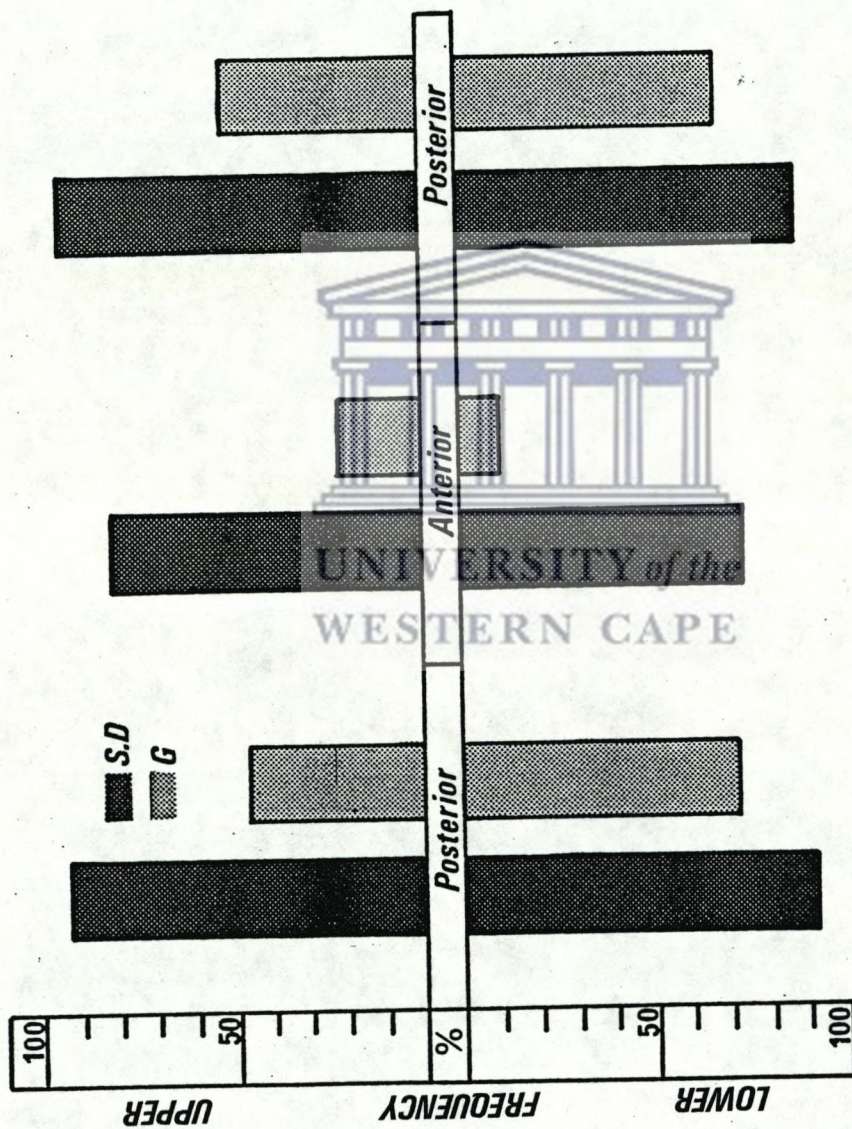 S.D
G
UPPER
FREQUENCY
LOWER
100
50
%
50
100
Posterior
Anterior
Posterior
UNIVERSITY of the
WESTERN CAPE